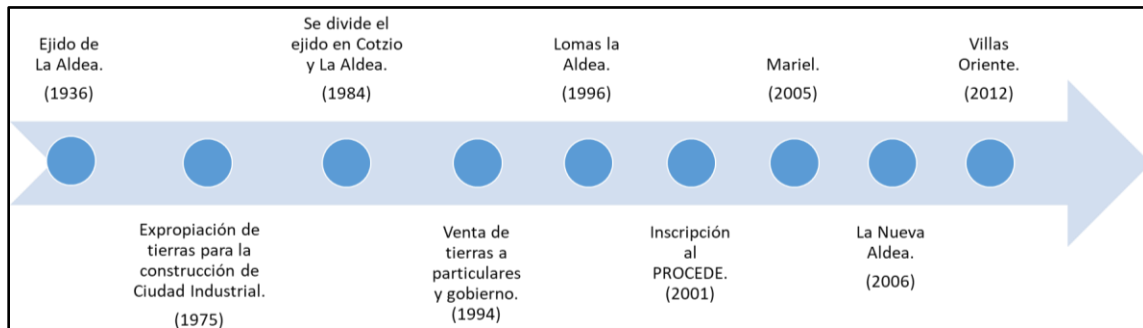 Ejido de
La Aldea.
(1936)
Expropiación de
tierras para la
construcción de
Ciudad Industrial.
(1975)
Se divide el
ejido en Cotzio
y La Aldea.
(1984)
Venta de
tierras a
particulares
y gobierno.
(1994)
Lomas la
Aldea.
(1996)
Inscripción
al
PROCEDE.
(2001)
Mariel.
(2005)
La Nueva
Aldea.
(2006)
Villas
Oriente.
(2012)